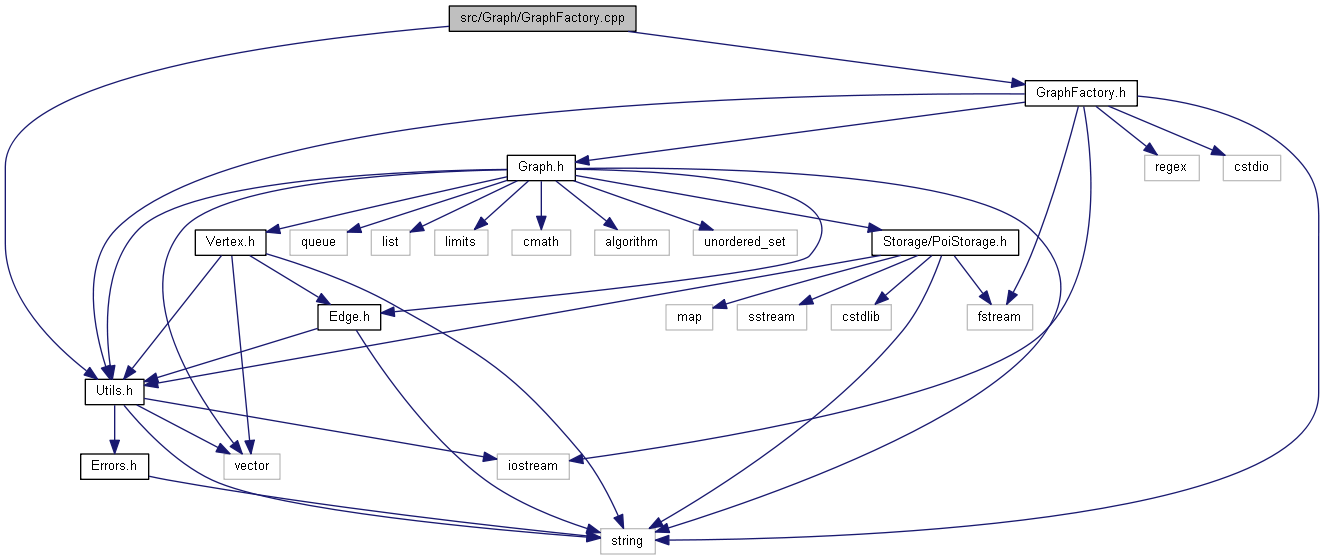 src/Graph/GraphFactory.cpp
GraphFactory.h
Graph.h
regex
cstdio
Vertex.h
queue
list
limits
cmath
algorithm
unordered_set
Storage/PoiStorage.h
Edge.h
map
sstream
cstdlib
fstream
Utils.h
Errors.h
vector
iostream
string